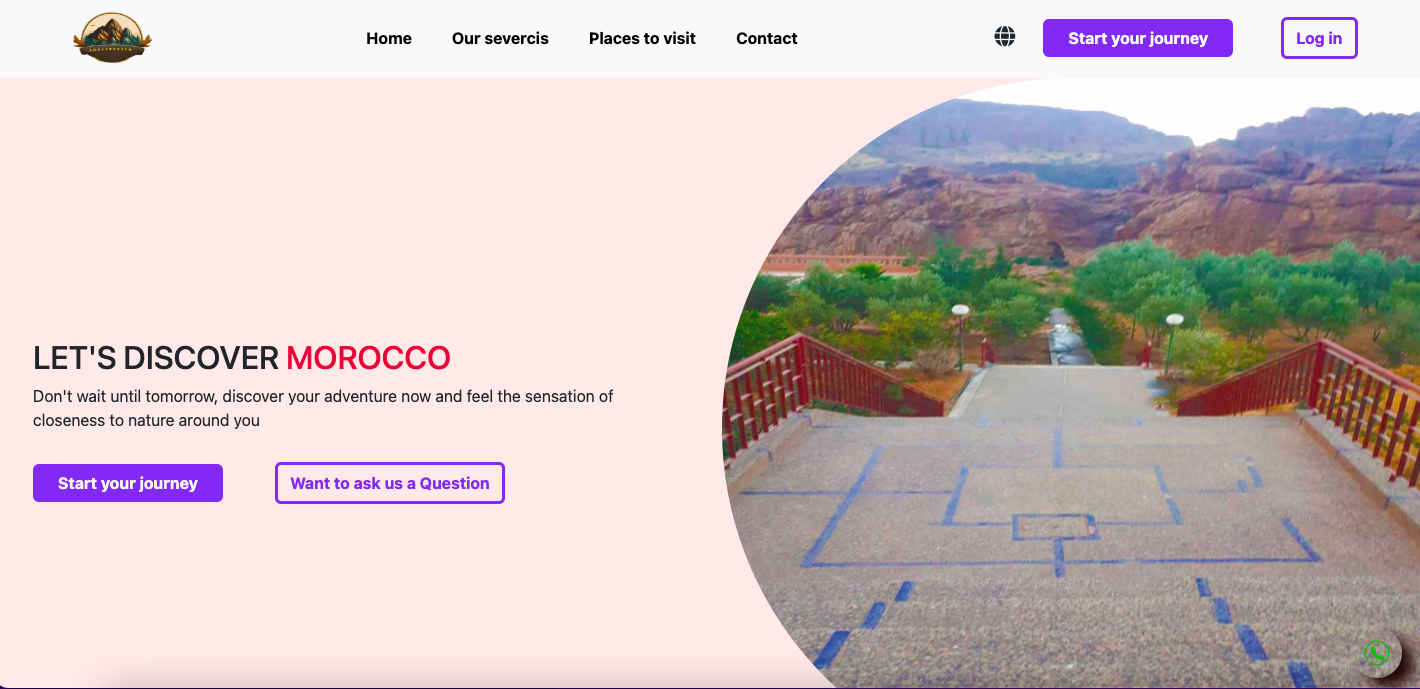 Home
Our severcis
Places to visit
Contact
Start your journey
Log in
LET'S DISCOVER MOROCCO
Don't wait until tomorrow, discover your adventure now and feel the sensation of
closeness to nature around you
Start your journey
Want to ask us a Question